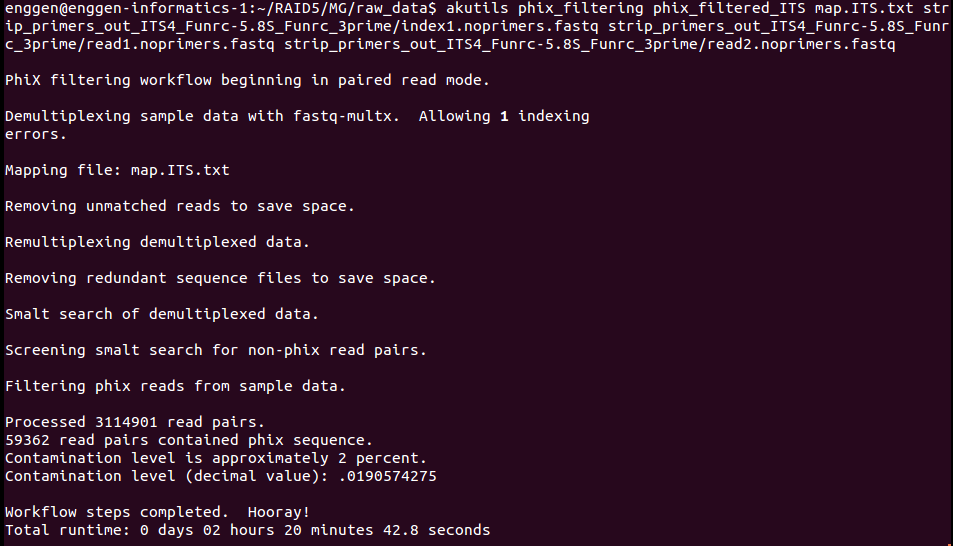 enggen@enggen-informatics-1:~/RAID5/MG/raw_data$ akutils phix_filtering phix_filtered_ITS map.ITS.txt str
ip_primers_out_ITS4_Funrc-5.8S_Funrc_3prime/index1.noprimers.fastq strip_primers_out_ITS4_Funrc-5.8S_Funr
c_3prime/read1.noprimers.fastq strip_primers_out_ITS4_Funrc-5.8S_Funrc_3prime/read2.noprimers.fastq
PhiX filtering workflow beginning in paired read mode.
Demultiplexing sample data with fastq-multx.  Allowing 1 indexing
errors.
Mapping file: map.ITS.txt
Removing unmatched reads to save space.
Remultiplexing demultiplexed data.
Removing redundant sequence files to save space.
Smalt search of demultiplexed data.
Screening smalt search for non-phix read pairs.
Filtering phix reads from sample data.
Processed 3114901 read pairs.
59362 read pairs contained phix sequence.
Contamination level is approximately 2 percent.
Contamination level (decimal value): .0190574275
Workflow steps completed.  Hooray!
Total runtime: 0 days 02 hours 20 minutes 42.8 seconds